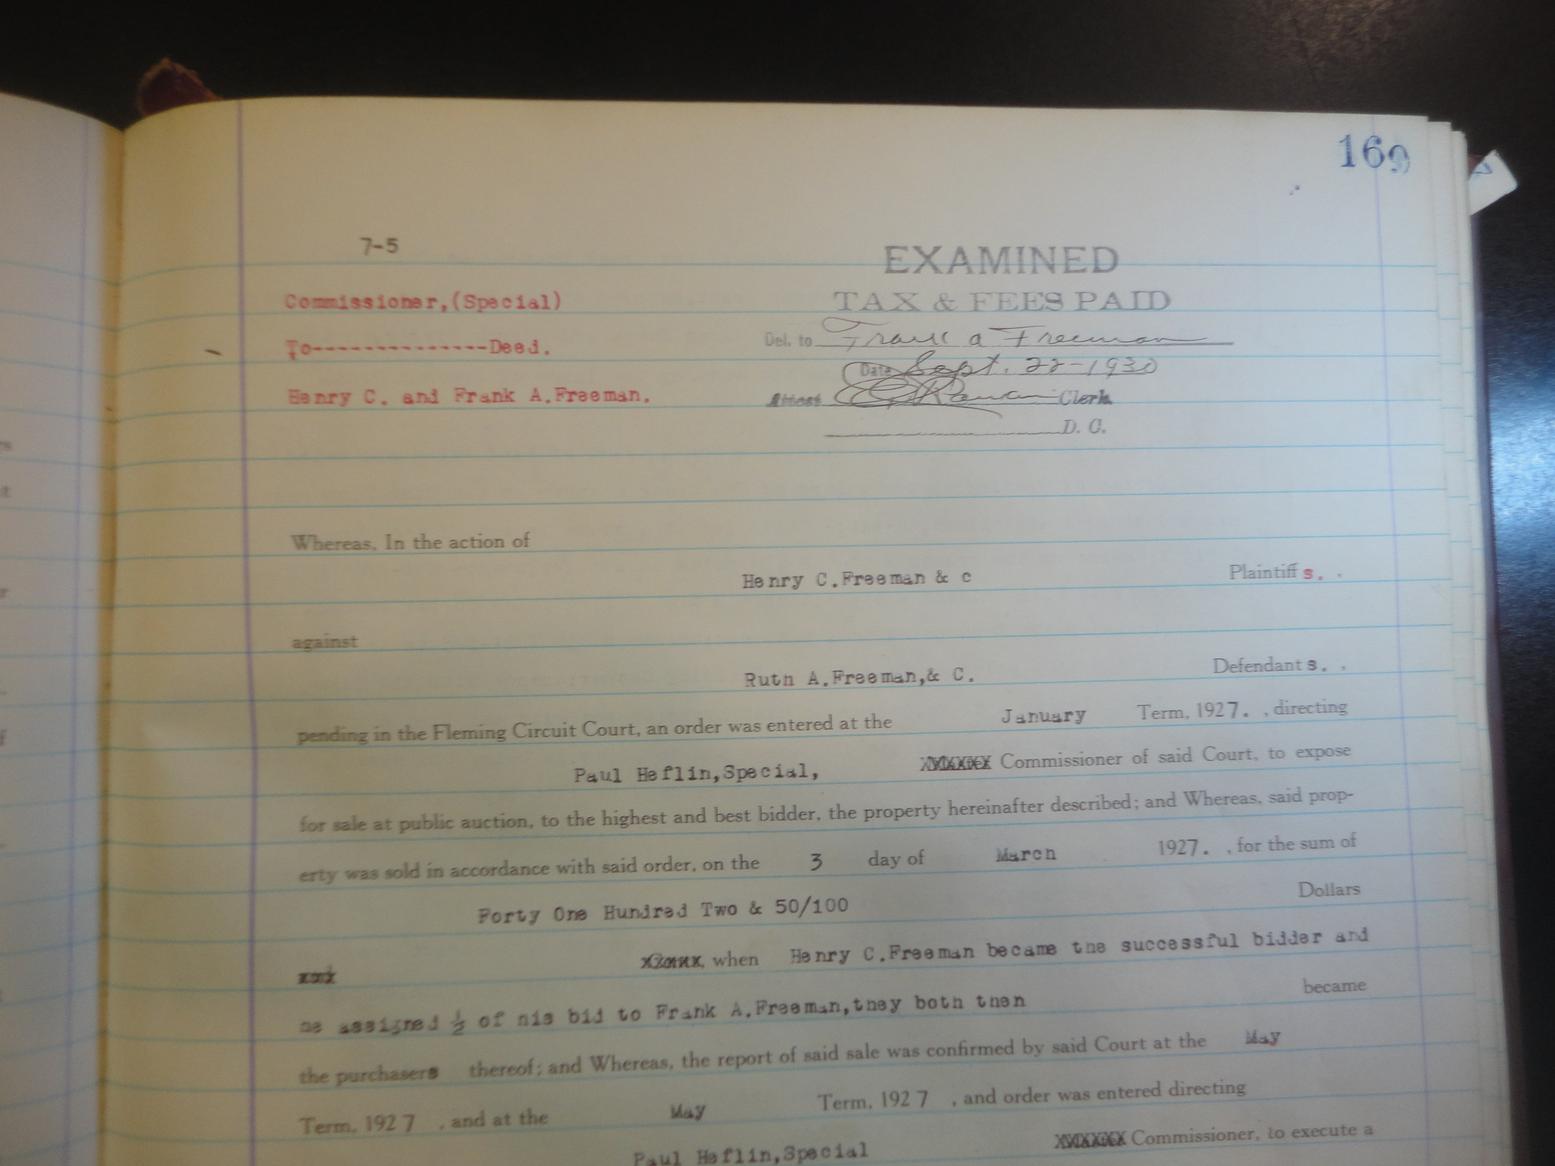 169
7-5
EXAMINED
Commissioner,(Special)
TAX & FEES PAID
To--------------Deed.
Del. to Frank A Freeman
Date Sept. 22-1930
Henry C. and Frank A.Freeman.
Attest Clerk
D. C.
Whereas, In the action of
Henry C.Freeman & c Plaintiff s. .
against
Ruth A.Freeman,& C. Defendant s. .
pending in the Fleming Circuit Court, an order was entered at the January Term, 1927. , directing
Paul Heflin,Special, Commissioner of said Court, to expose
for sale at public auction, to the highest and best bidder, the property hereinafter described; and Whereas, said prop-
erty was sold in accordance with said order, on the 3 day of March 1927. , for the sum of
Forty One Hundred Two & 50/100 Dollars
, when Henry C.Freeman became the successful bidder and
he assigned ½ of his bid to Frank A.Freeman,they both then became
the purchasers thereof; and Whereas, the report of said sale was confirmed by said Court at the May
Term, 1927 , and at the May Term, 1927 , and order was entered directing
Paul Heflin,Special Commissioner, to execute a